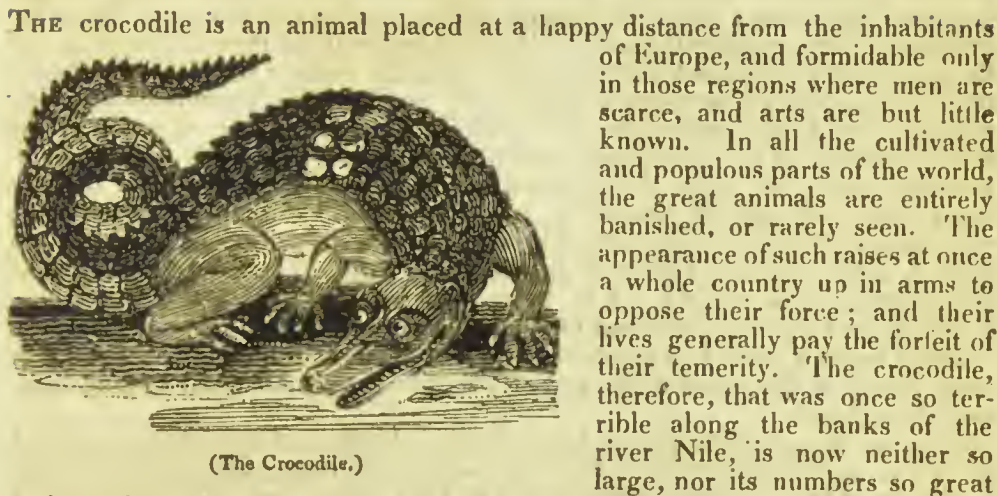 THE crocodile is an animal placed at a happy distance from the inhabitants
of Europe, and formidable only
in those regions where men are
scarce, and arts are but little
known. In all the cultivated
and populous parts of the world,
the great animals are entirely
banished, or rarely seen. The
appearance of such raises at once
a whole country up in arms to
oppose their force; and their
lives generally pay the forfeit of
their temerity. The crocodile,
therefore, that was once so ter-
rible along the banks of the
river Nile, is now neither so
large, nor its numbers so great
(The Crocodile.)